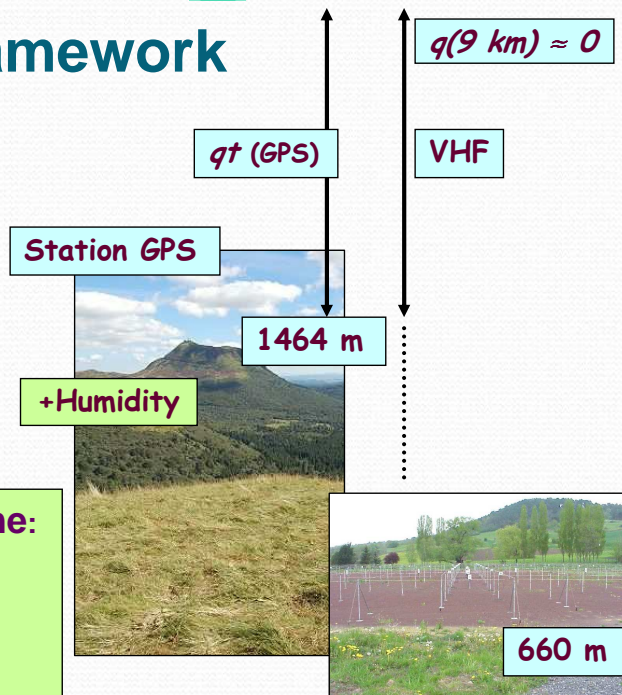 amework
q(9 km) ≈ 0
qt (GPS)
VHF
Station GPS
1464 m
+Humidity
ne:
660 m